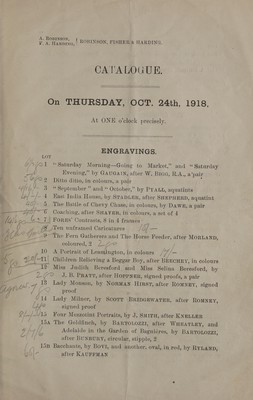 A. ROBINSON,
F. S. HARDING,
ROBINSON, FISHER & HARDING.
CATALOGUE.
On THURSDAY, OCT. 24th, 1918.
At ONE o'clock precisely.
ENGRAVINGS.
LOT
1 "Saturday Morning—Going to Market," and "Saturday
Evening," by GAUGAIN, after W. BIGG, R.A., a pair
2 Ditto ditto, in colours, a pair
3 "September" and "October," by PYALL, aquatints
4 East India House, by STADLER, after SHEPHERD, aquatint
5 The Battle of Chevy Chase, in colours, by DAWE, a pair
6 Coaching, after SHAYER, in colours, a set of 4
7 FORES' Contrasts, 8 in 4 frames
8 Ten unframed Caricatures
9 The Fern Gatherers and The Horse Feeder, after MORLAND,
coloured, 2
10 A Portrait of Lessington, in colours
11 Children Relieving a Beggar Boy, after BEECHEY, in colours
12 Miss Judith Beresford and Miss Salina Beresford, by
J. B. PRATT, after HOPPNER, signed proofs, a pair
13 Lady Monson, by NORMAN HIRST, after ROMNEY, signed
proof
14 Lady Milner, by SCOTT BRIDGWATER, after ROMNEY,
signed proof
15 Four Mezzotint Portraits, by J. SMITH, after KNELLER
15A The Goldfinch, by BARTOLOZZI, after WHEATLEY, and
Adelaide in the Garden of Bagnieres, by BARTOLOZZI,
after BUNBURY, circular, stipple, 2
15B Bacchante, by BOVI, and another, oval, in red, by RYLAND,
after KAUFFMAN